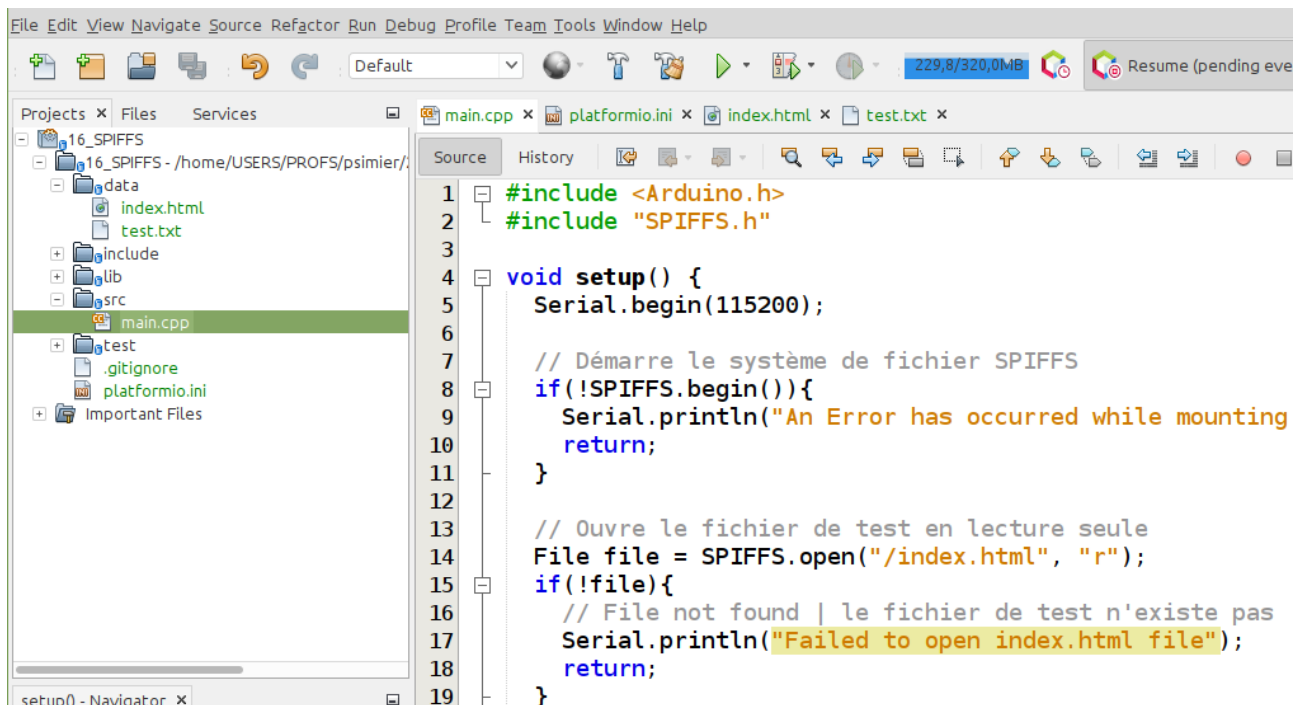 File Edit View Navigate Source Refactor Run Debug Profile Team Tools Window Help
Default 229,8/320,0MB Resume (pending eve
Projects Files Services
main.cpp platformio.ini index.html test.txt
Source History
16_SPIFFS
16_SPIFFS - /home/USERS/PROFS/psimier/
data
index.html
test.txt
include
lib
src
main.cpp
test
.gitignore
platformio.ini
Important Files
setup() - Navigator
1 #include <Arduino.h>
2 #include "SPIFFS.h"
3
4 void setup() {
5 Serial.begin(115200);
6
7 // Démarre le système de fichier SPIFFS
8 if(!SPIFFS.begin()){
9 Serial.println("An Error has occurred while mounting
10 return;
11 }
12
13 // Ouvre le fichier de test en lecture seule
14 File file = SPIFFS.open("/index.html", "r");
15 if(!file){
16 // File not found | le fichier de test n'existe pas
17 Serial.println("Failed to open index.html file");
18 return;
19 }